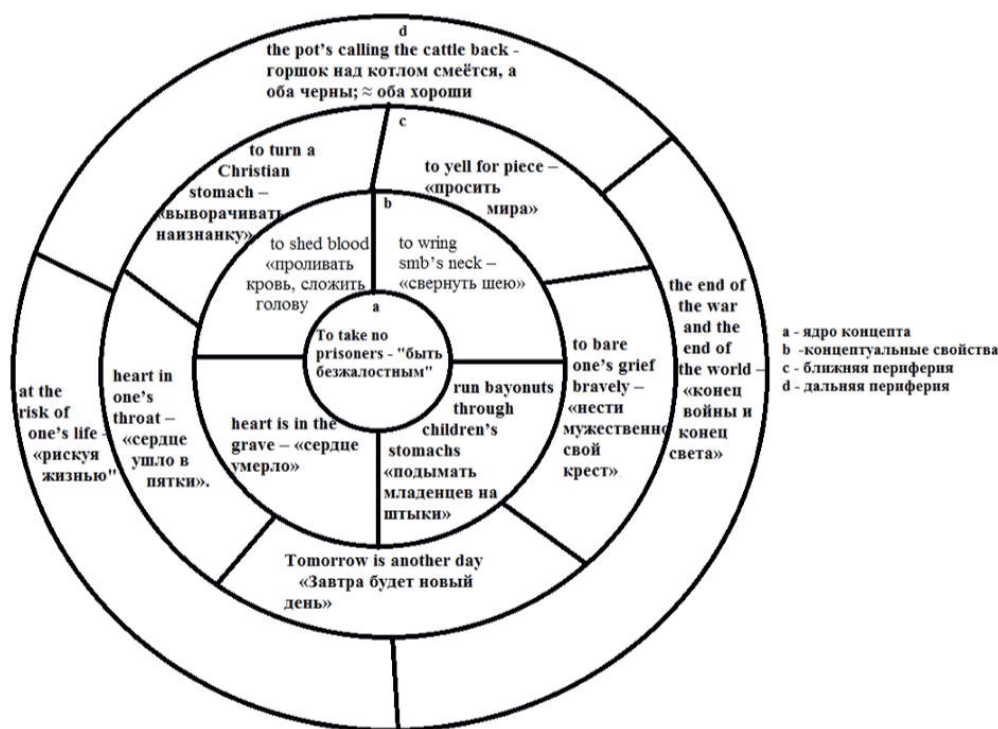 d
the pot's calling the cattle back -
горшок над котлом смеётся, а
оба черны; ≈ оба хороши
c
to turn a
Christian
stomach –
«выворачивать
наизнанку»
to yell for piece –
«просить
мира»
b
to shed blood
«проливать
кровь, сложить
голову
to wring
smb's neck –
«свернуть шею»
a
To take no
prisoners - "быть
безжалостным"
heart is in the
grave – «сердце
умерло»
run bayonuts
through
children's
stomachs
«подымать
младенцев на
штыки»
heart in
one's
throat –
«сердце
ушло в
пятки».
to bare
one's grief
bravely –
«нести
мужественно
свой
крест».
Tomorrow is another day
«Завтра будет новый
день»
at the
risk of
one's life -
«рискуя
жизнью"
the end of
the war
and the
end of
the world –
«конец
войны и
конец
света»
a - ядро концепта
b -концептуальные свойства
c - ближняя периферия
d - дальняя периферия